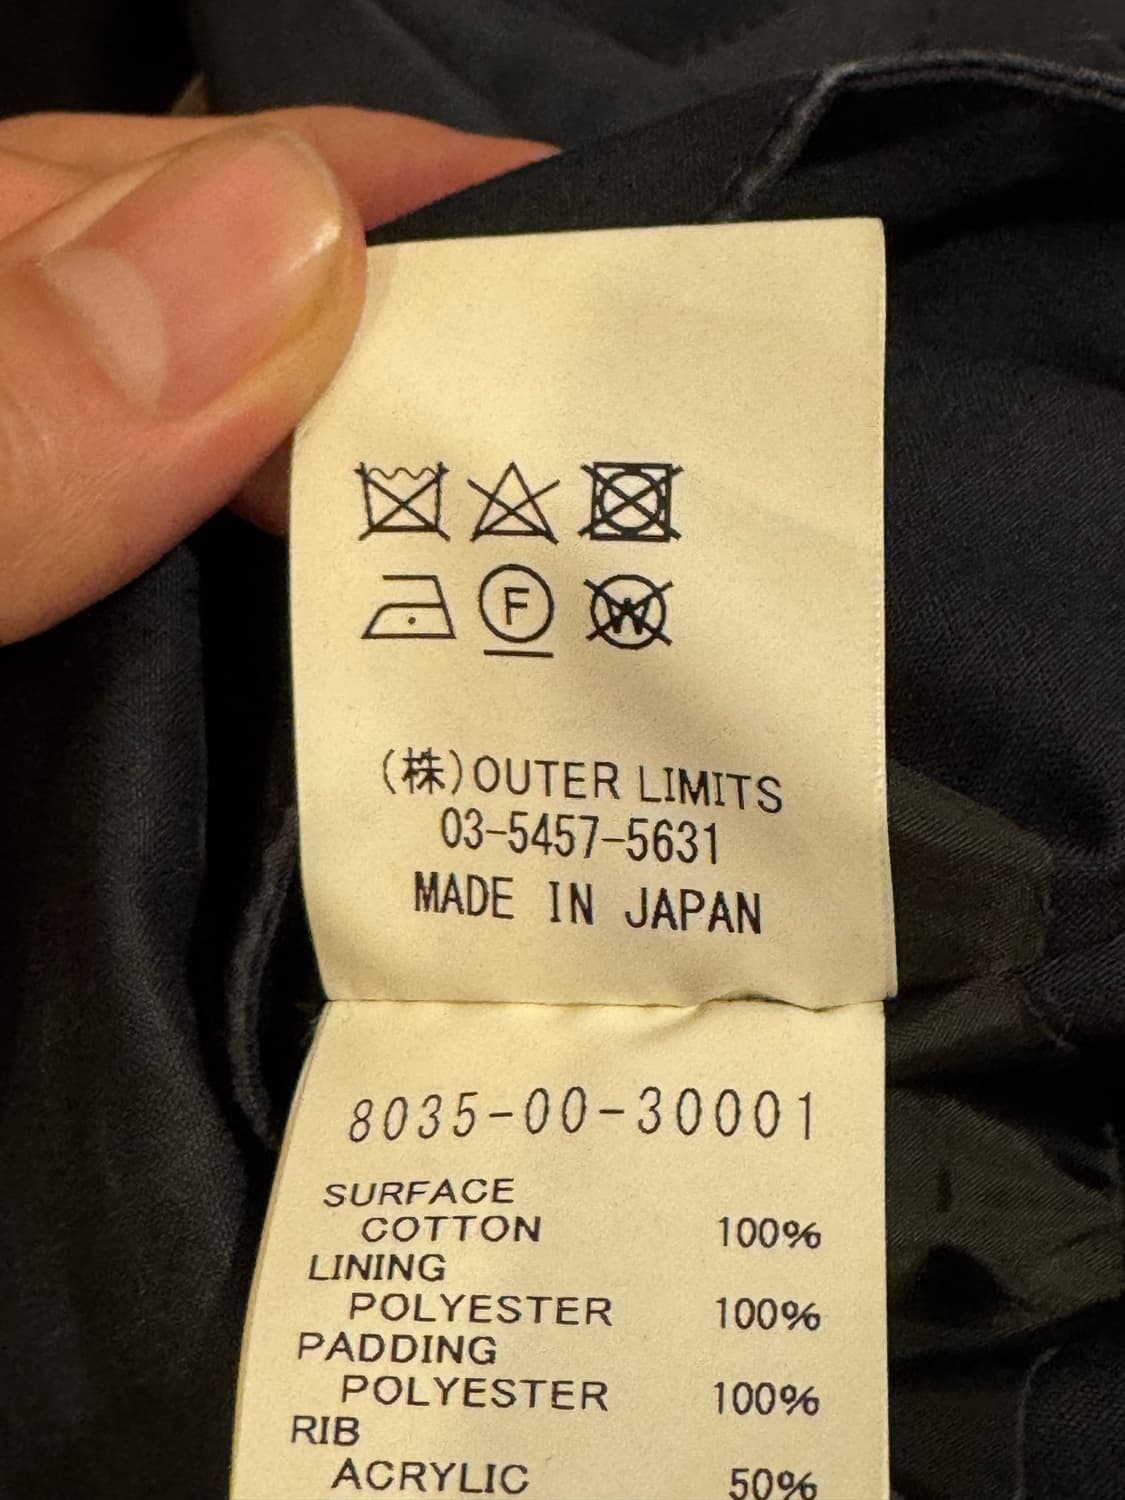 F W
(株)OUTER LIMITS
03-5457-5631
MADE IN JAPAN
8035-00-30001
SURFACE
COTTON 100%
LINING
POLYESTER 100%
PADDING
POLYESTER 100%
RIB
ACRYLIC 50%